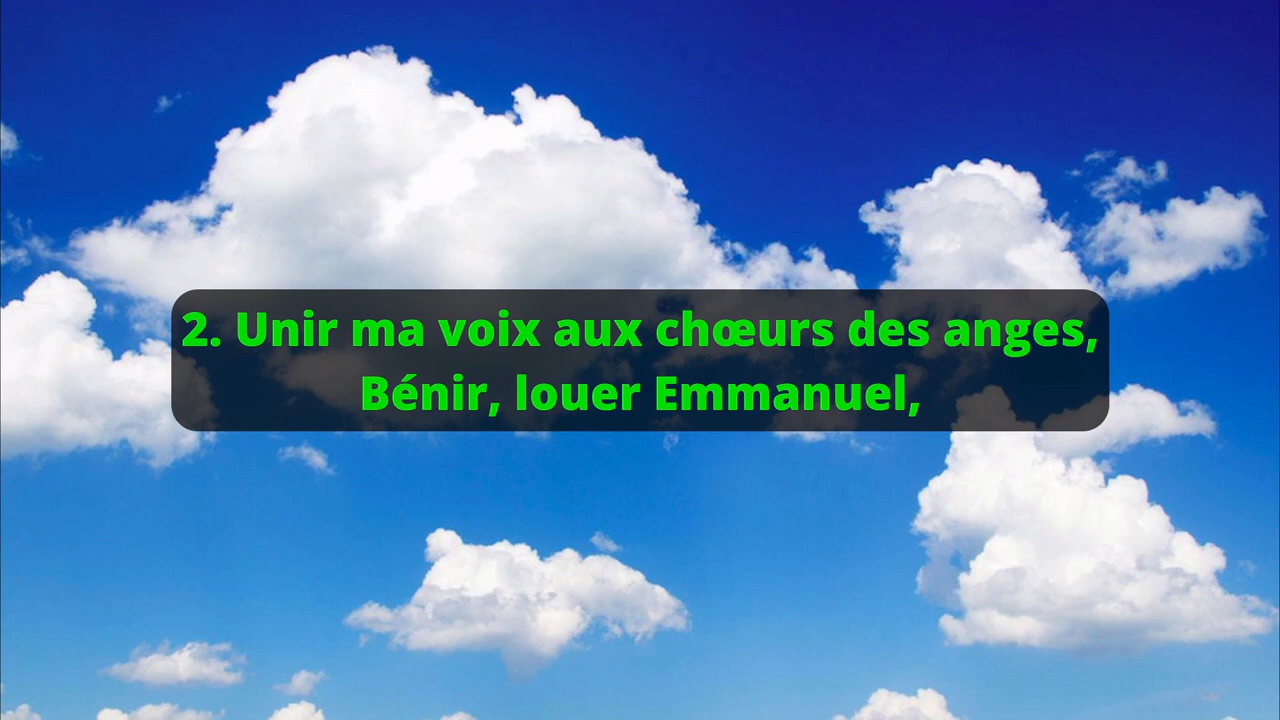 2. Unir ma voix aux chœurs des anges,
Bénir, louer Emmanuel,